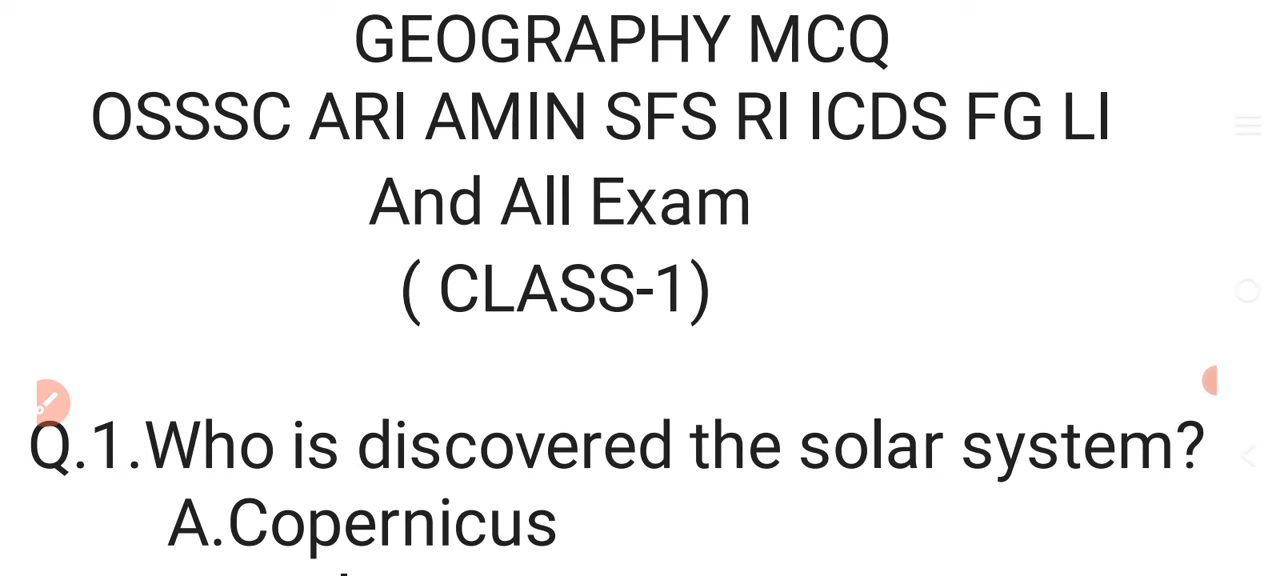 GEOGRAPHY MCQ
OSSSC ARI AMIN SFS RI ICDS FG LI
And All Exam
( CLASS-1)
Q.1.Who is discovered the solar system?
A.Copernicus